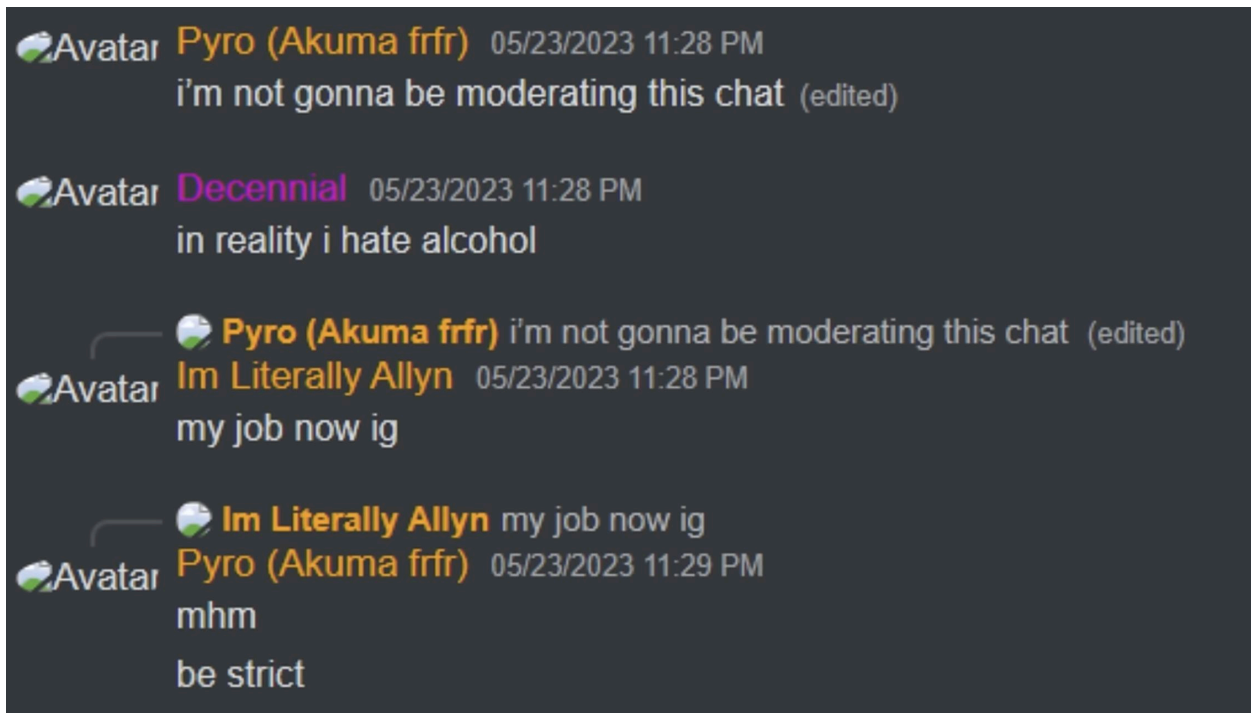 Avatar Pyro (Akuma frfr) 05/23/2023 11:28 PM
i'm not gonna be moderating this chat (edited)
Avatar Decennial 05/23/2023 11:28 PM
in reality i hate alcohol
Pyro (Akuma frfr) i'm not gonna be moderating this chat (edited)
Avatar Im Literally Allyn 05/23/2023 11:28 PM
my job now ig
Im Literally Allyn my job now ig
Avatar Pyro (Akuma frfr) 05/23/2023 11:29 PM
mhm
be strict